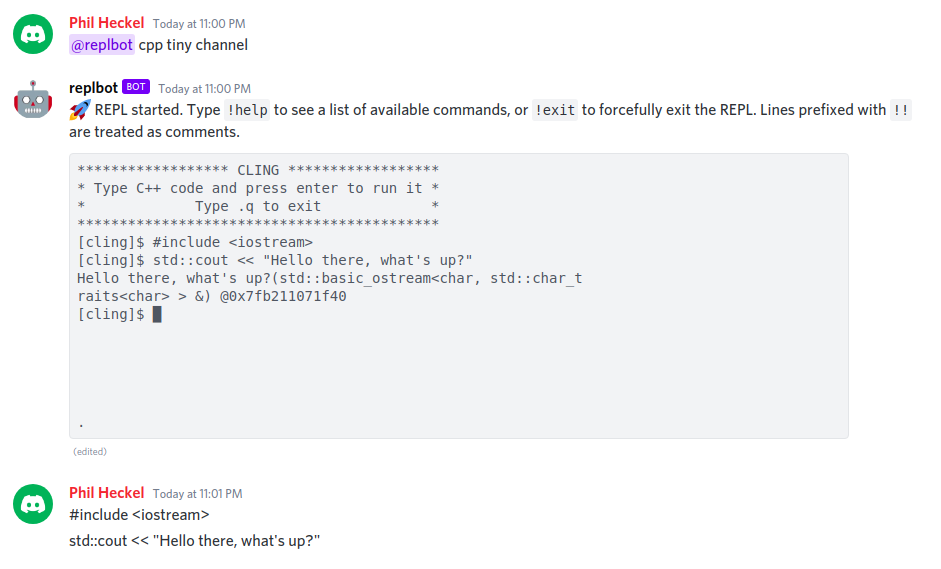 Phil Heckel Today at 11:00 PM
@replbot cpp tiny channel
replbot BOT Today at 11:00 PM
🚀 REPL started. Type !help to see a list of available commands, or !exit to forcefully exit the REPL. Lines prefixed with !!
are treated as comments.
****************** CLING ******************
* Type C++ code and press enter to run it *
*             Type .q to exit             *
*******************************************
[cling]$ #include <iostream>
[cling]$ std::cout << "Hello there, what's up?"
Hello there, what's up?(std::basic_ostream<char, std::char_t
raits<char> > &) @0x7fb211071f40
[cling]$
.
(edited)
Phil Heckel Today at 11:01 PM
#include <iostream>
std::cout << "Hello there, what's up?"